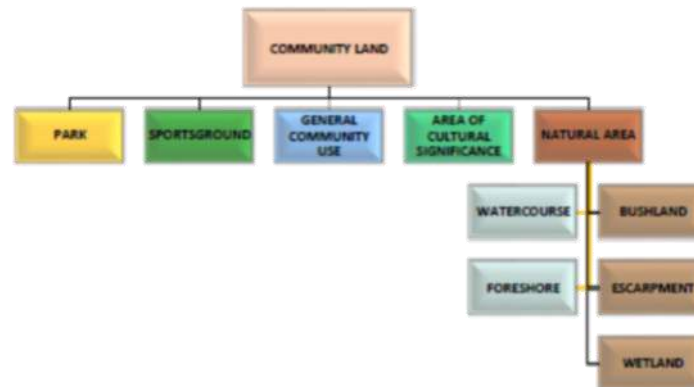 COMMUNITY LAND
PARK
SPORTSGROUND
GENERAL
COMMUNITY
USE
AREA OF
CULTURAL
SIGNIFICANCE
NATURAL AREA
WATERCOURSE
BUSHLAND
FORESHORE
ESCARPMENT
WETLAND